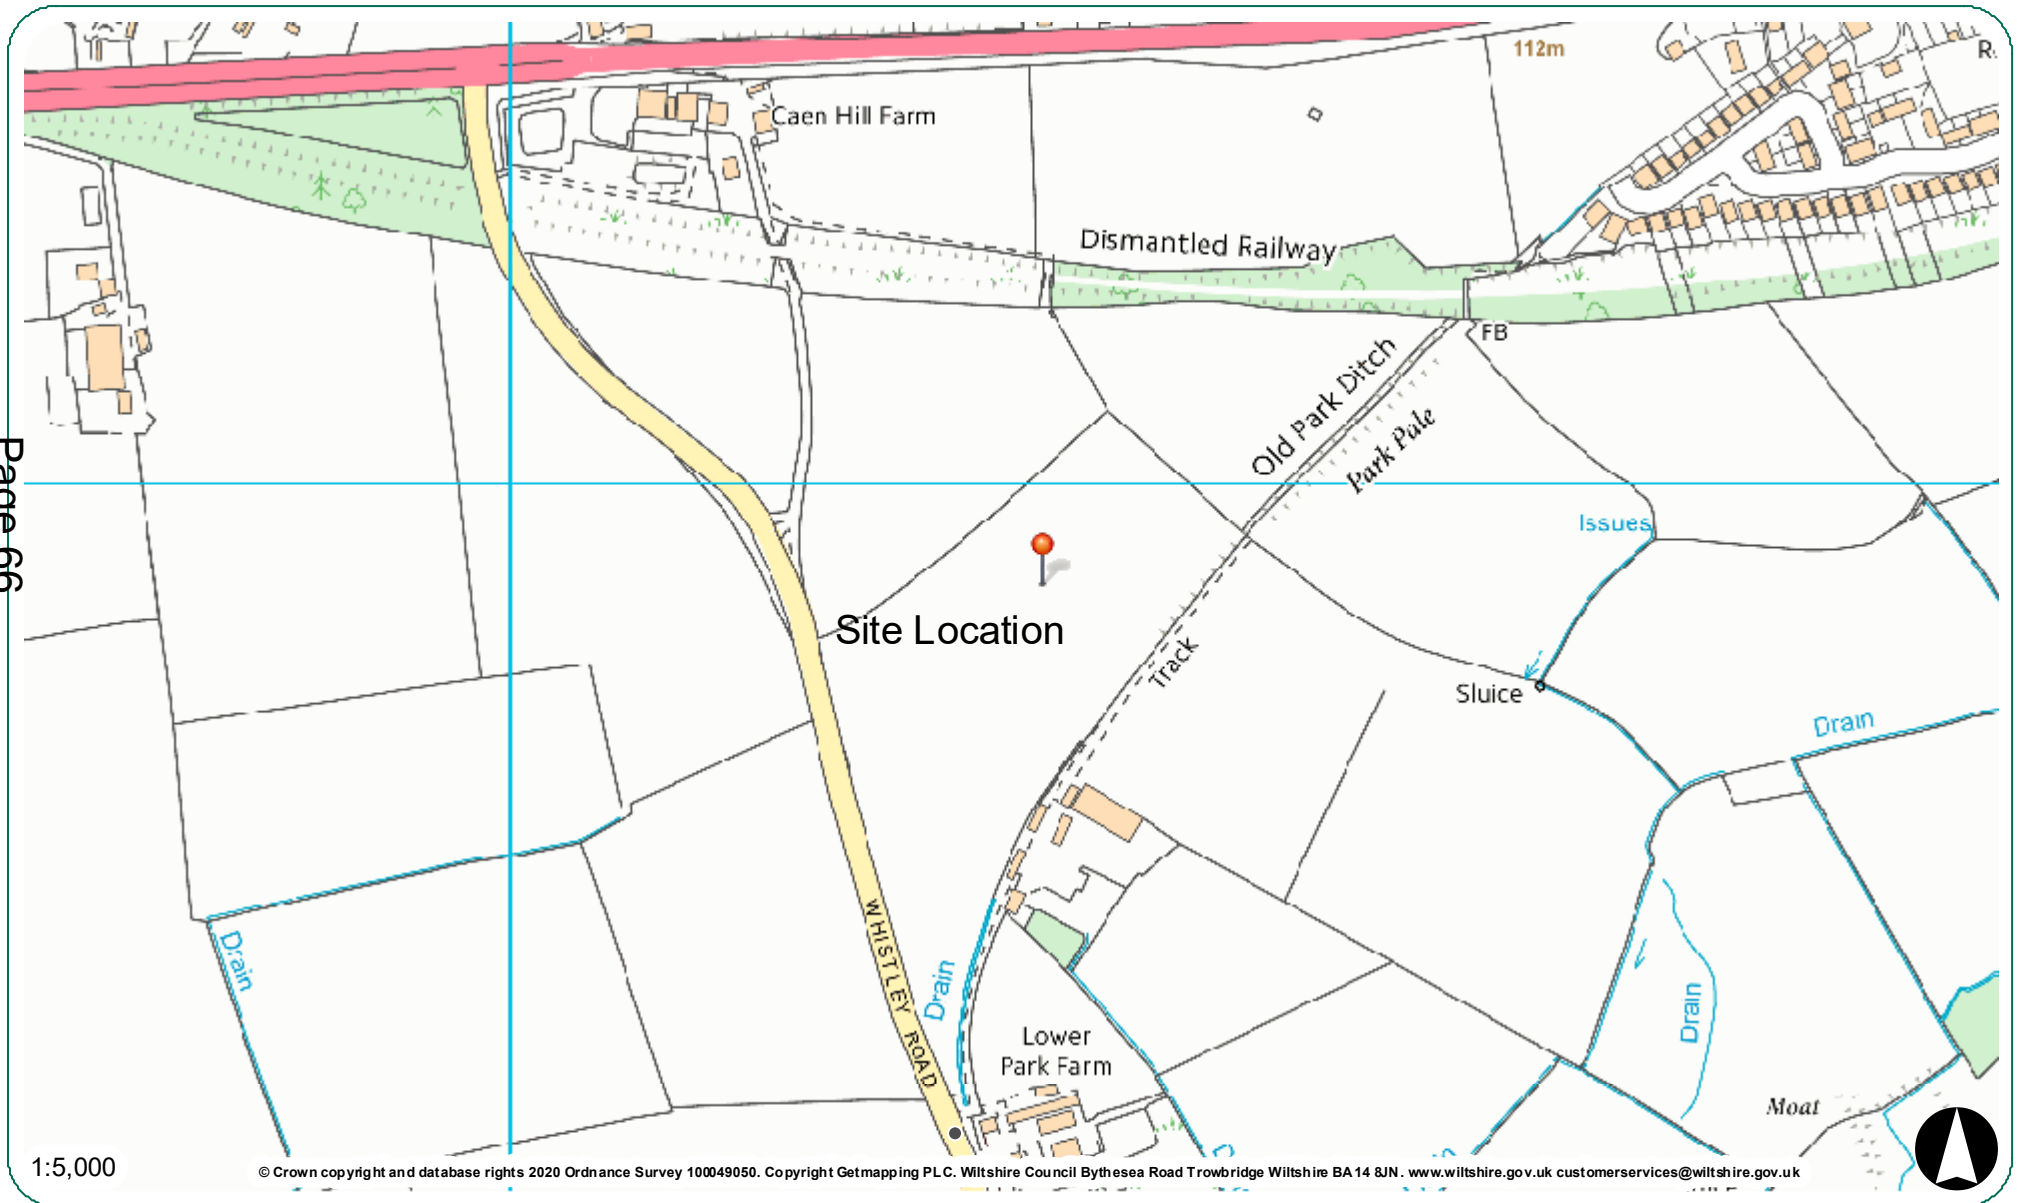 112m
R
Caen Hill Farm
Dismantled Railway
FB
Old Park Ditch
Park Pale
Page 66
Issues
Site Location
Track
Sluice
Drain
WHISTLEY ROAD
Drain
Drain
Drain
Lower
Park Farm
Moat
1:5,000
© Crown copyright and database rights 2020 Ordnance Survey 100049050. Copyright Getmapping PLC. Wiltshire Council Bythesea Road Trowbridge Wiltshire BA14 8JN. www.wiltshire.gov.uk customerservices@wiltshire.gov.uk